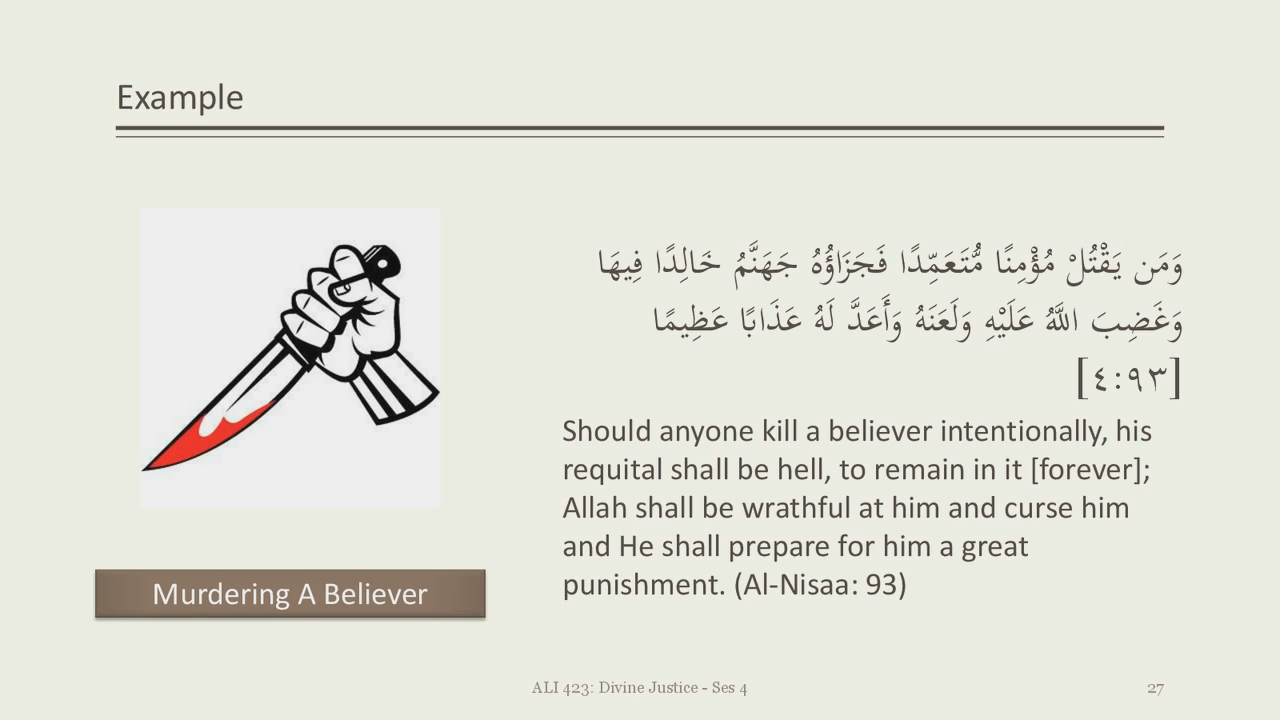 Example
وَمَن يَقْتُلْ مُؤْمِنًا مُّتَعَمِّدًا فَجَزَاؤُهُ جَهَنَّمُ خَالِدًا فِيهَا
وَغَضِبَ اللَّهُ عَلَيْهِ وَلَعَنَهُ وَأَعَدَّ لَهُ عَذَابًا عَظِيمًا
[٤:٩٣]
Should anyone kill a believer intentionally, his
requital shall be hell, to remain in it [forever];
Allah shall be wrathful at him and curse him
and He shall prepare for him a great
punishment. (Al-Nisaa: 93)
Murdering A Believer
ALI 423: Divine Justice - Ses 4
27